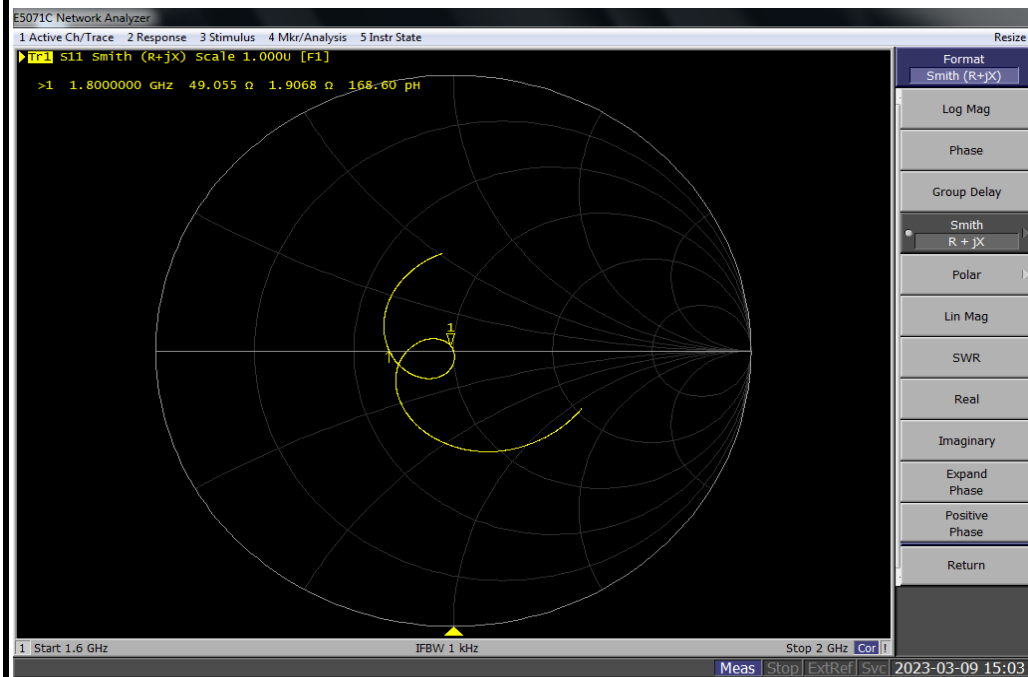 E5071C Network Analyzer
1 Active Ch/Trace 2 Response 3 Stimulus 4 Mkr/Analysis 5 Instr State
Resize
Tr1 S11 Smith (R+jX) Scale 1.000U [F1]
>1 1.8000000 GHz 49.055 Ω 1.9068 Ω 168.60 pH
1
Format
Smith (R+jX)
Log Mag
Phase
Group Delay
Smith
R + jX
Polar
Lin Mag
SWR
Real
Imaginary
Expand
Phase
Positive
Phase
Return
1 Start 1.6 GHz
IFBW 1 kHz
Stop 2 GHz Cor !
Meas Stop ExtRef Svc 2023-03-09 15:03